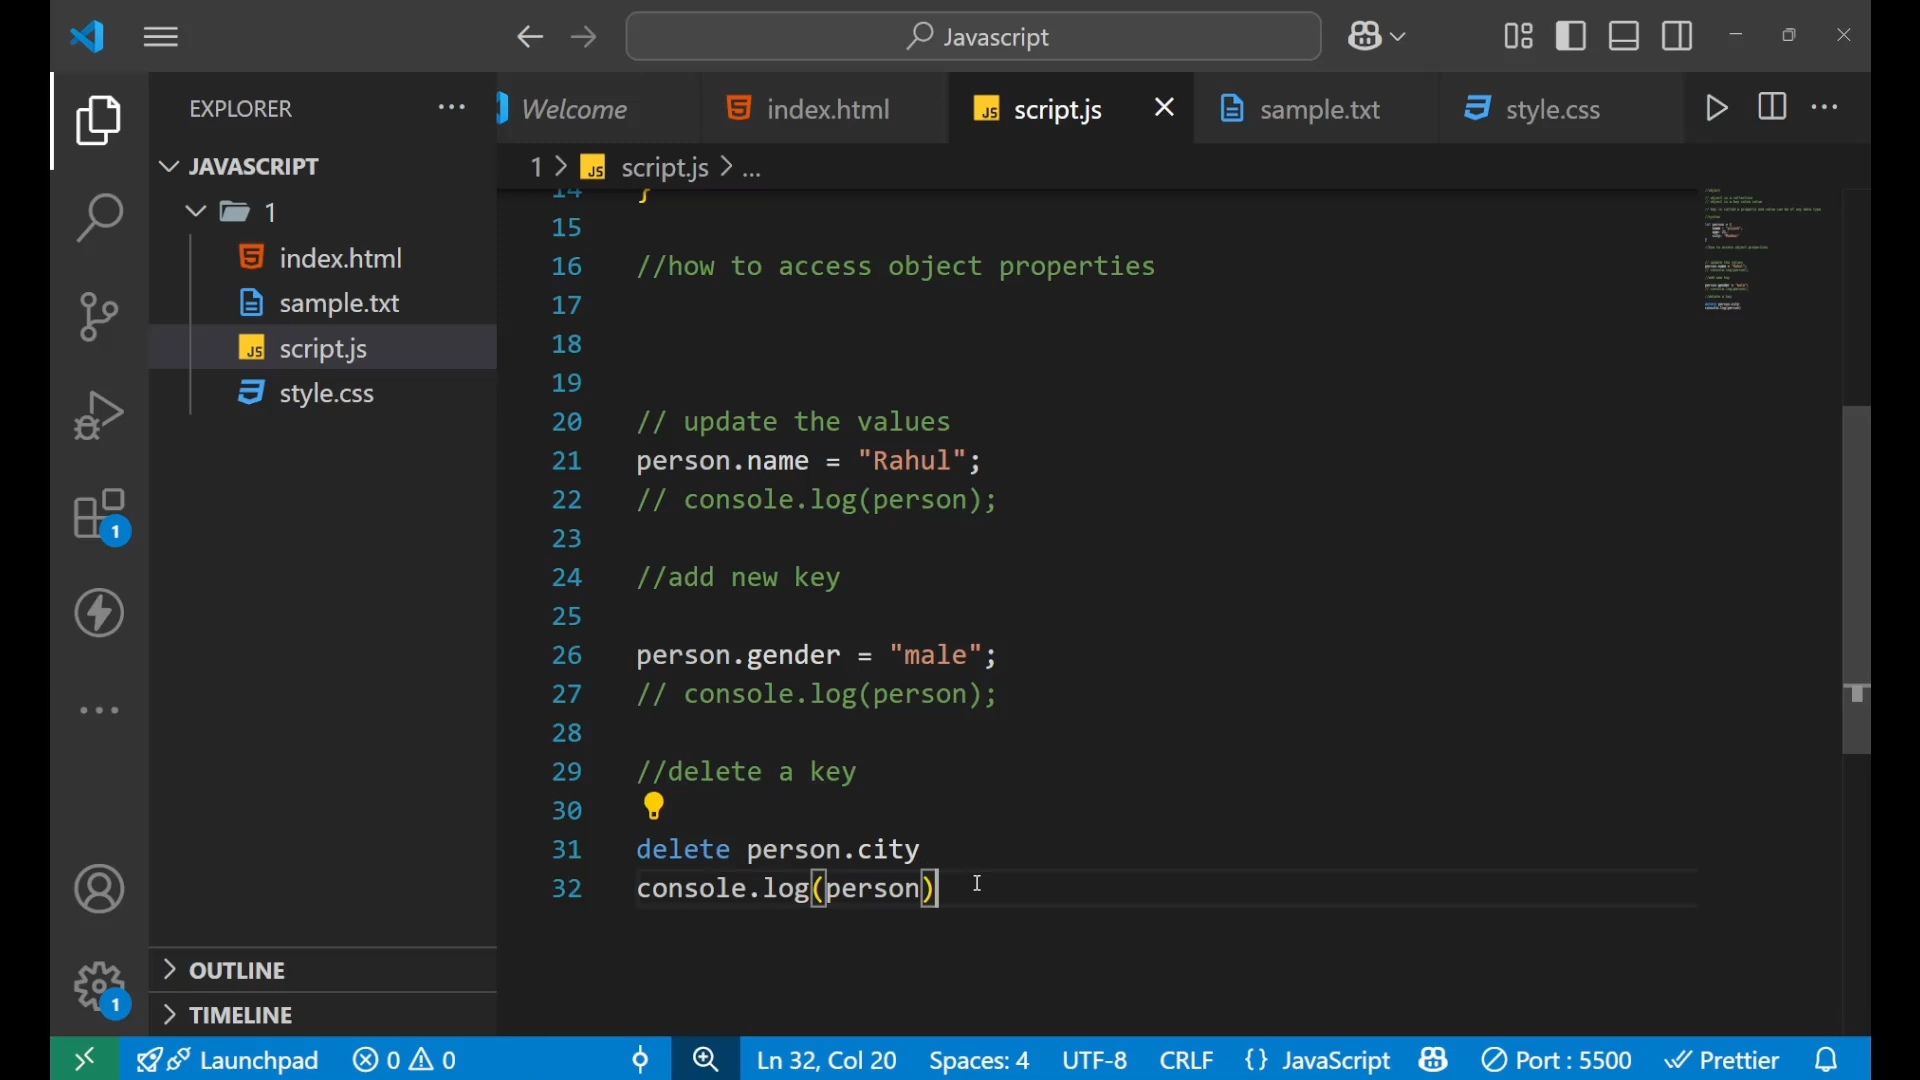 Javascript
EXPLORER
Welcome
index.html
script.js
sample.txt
style.css
JAVASCRIPT
1 > script.js > ...
1
index.html
sample.txt
script.js
style.css
14 }
15
16 //how to access object properties
17
18
19
20 // update the values
21 person.name = "Rahul";
22 // console.log(person);
23
24 //add new key
25
26 person.gender = "male";
27 // console.log(person);
28
29 //delete a key
30
31 delete person.city
32 console.log(person)
1
1
OUTLINE
TIMELINE
Launchpad 0 0 Ln 32, Col 20 Spaces: 4 UTF-8 CRLF {} JavaScript Port : 5500 Prettier